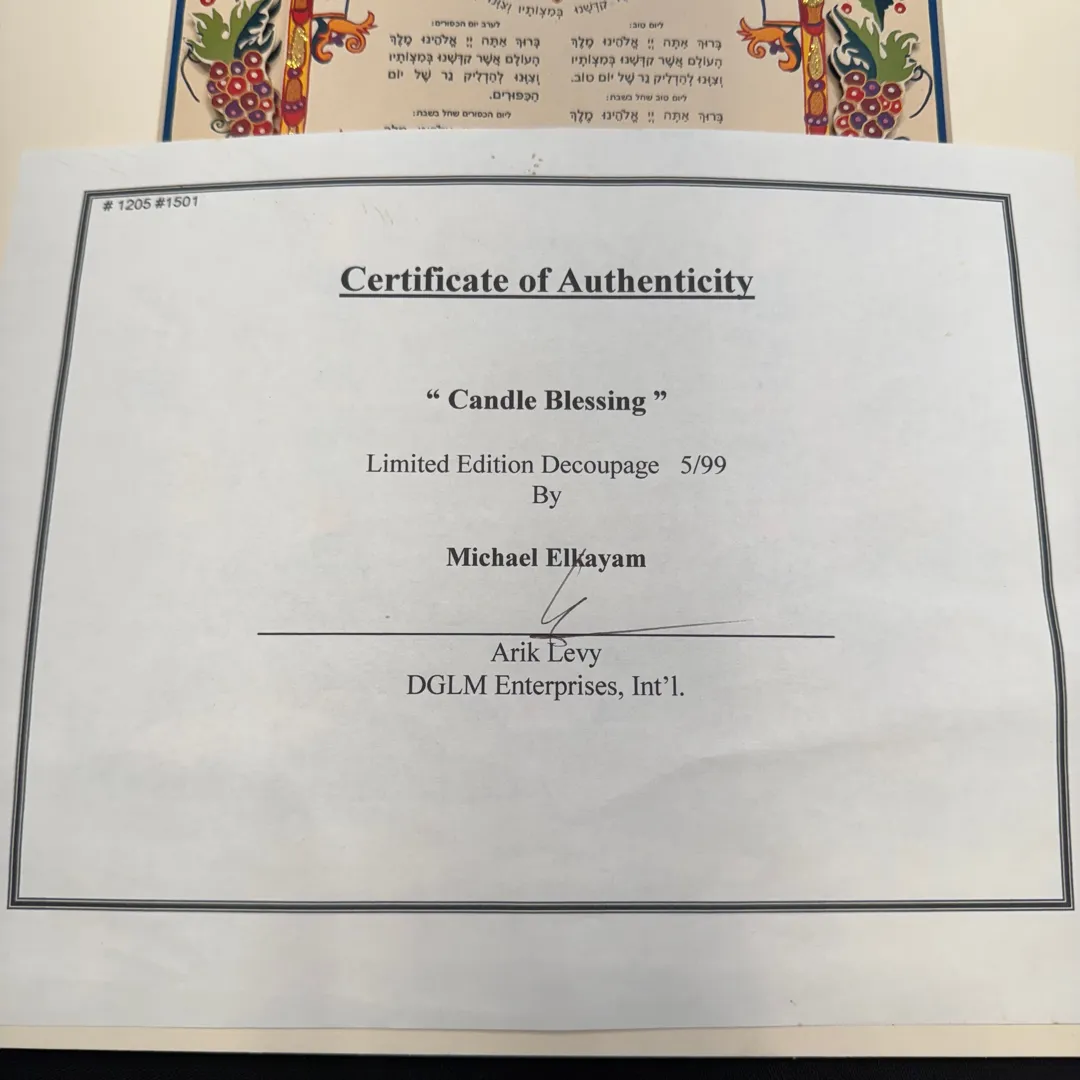 קִדְּשָׁנוּ בְּמִצְוֹתָיו
ליום טוב:
בָּרוּךְ אַתָּה יְיָ אֱלֹהֵינוּ מֶלֶךְ
הָעוֹלָם אֲשֶׁר קִדְּשָׁנוּ בְּמִצְוֹתָיו
וְצִוָּנוּ לְהַדְלִיק נֵר שֶׁל יוֹם טוֹב.
ליום טוב שחל בשבת:
בָּרוּךְ אַתָּה יְיָ אֱלֹהֵינוּ מֶלֶךְ
לערב יום הכפורים:
בָּרוּךְ אַתָּה יְיָ אֱלֹהֵינוּ מֶלֶךְ
הָעוֹלָם אֲשֶׁר קִדְּשָׁנוּ בְּמִצְוֹתָיו
וְצִוָּנוּ לְהַדְלִיק נֵר שֶׁל יוֹם
הַכִּפּוּרִים.
ליום הכפורים שחל בשבת:
# 1205 #1501
Certificate of Authenticity
“ Candle Blessing ”
Limited Edition Decoupage 5/99
By
Michael Elkayam
Arik Levy
DGLM Enterprises, Int’l.